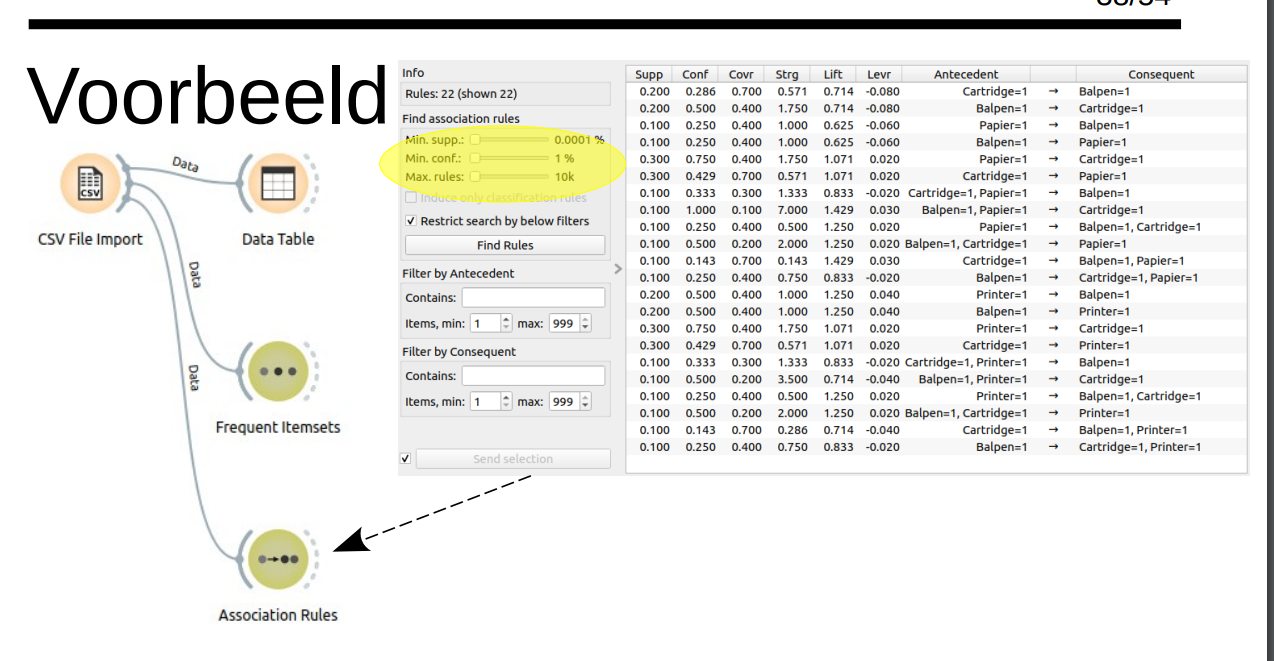 Voorbeeld
Data
CSV File Import
Data Table
Data
Data
Frequent Itemsets
Association Rules
Info
Rules: 22 (shown 22)
Find association rules
Min. supp.: 0.0001 %
Min. conf.: 1 %
Max. rules: 10k
Induce only classification rules
Restrict search by below filters
Find Rules
Filter by Antecedent
Contains:
Items, min: 1 max: 999
Filter by Consequent
Contains:
Items, min: 1 max: 999
Send selection
Supp Conf Covr Strg Lift Levr Antecedent Consequent
0.200 0.286 0.700 0.571 0.714 -0.080 Cartridge=1 → Balpen=1
0.200 0.500 0.400 1.750 0.714 -0.080 Balpen=1 → Cartridge=1
0.100 0.250 0.400 1.000 0.625 -0.060 Papier=1 → Balpen=1
0.100 0.250 0.400 1.000 0.625 -0.060 Balpen=1 → Papier=1
0.300 0.750 0.400 1.750 1.071 0.020 Papier=1 → Cartridge=1
0.300 0.429 0.700 0.571 1.071 0.020 Cartridge=1 → Papier=1
0.100 0.333 0.300 1.333 0.833 -0.020 Cartridge=1, Papier=1 → Balpen=1
0.100 1.000 0.100 7.000 1.429 0.030 Balpen=1, Papier=1 → Cartridge=1
0.100 0.250 0.400 0.500 1.250 0.020 Papier=1 → Balpen=1, Cartridge=1
0.100 0.500 0.200 2.000 1.250 0.020 Balpen=1, Cartridge=1 → Papier=1
0.100 0.143 0.700 0.143 1.429 0.030 Cartridge=1 → Balpen=1, Papier=1
0.100 0.250 0.400 0.750 0.833 -0.020 Balpen=1 → Cartridge=1, Papier=1
0.200 0.500 0.400 1.000 1.250 0.040 Printer=1 → Balpen=1
0.200 0.500 0.400 1.000 1.250 0.040 Balpen=1 → Printer=1
0.300 0.750 0.400 1.750 1.071 0.020 Printer=1 → Cartridge=1
0.300 0.429 0.700 0.571 1.071 0.020 Cartridge=1 → Printer=1
0.100 0.333 0.300 1.333 0.833 -0.020 Cartridge=1, Printer=1 → Balpen=1
0.100 0.500 0.200 3.500 0.714 -0.040 Balpen=1, Printer=1 → Cartridge=1
0.100 0.250 0.400 0.500 1.250 0.020 Printer=1 → Balpen=1, Cartridge=1
0.100 0.500 0.200 2.000 1.250 0.020 Balpen=1, Cartridge=1 → Printer=1
0.100 0.143 0.700 0.286 0.714 -0.040 Cartridge=1 → Balpen=1, Printer=1
0.100 0.250 0.400 0.750 0.833 -0.020 Balpen=1 → Cartridge=1, Printer=1